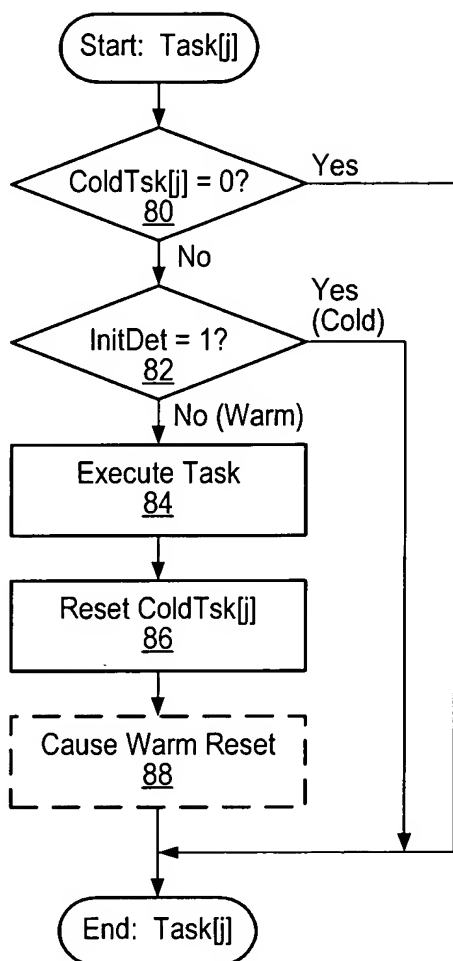 Start: Task[j]
ColdTsk[j] = 0?
80
Yes
No
InitDet = 1?
82
Yes
(Cold)
No (Warm)
Execute Task
84
Reset ColdTsk[j]
86
Cause Warm Reset
88
End: Task[j]